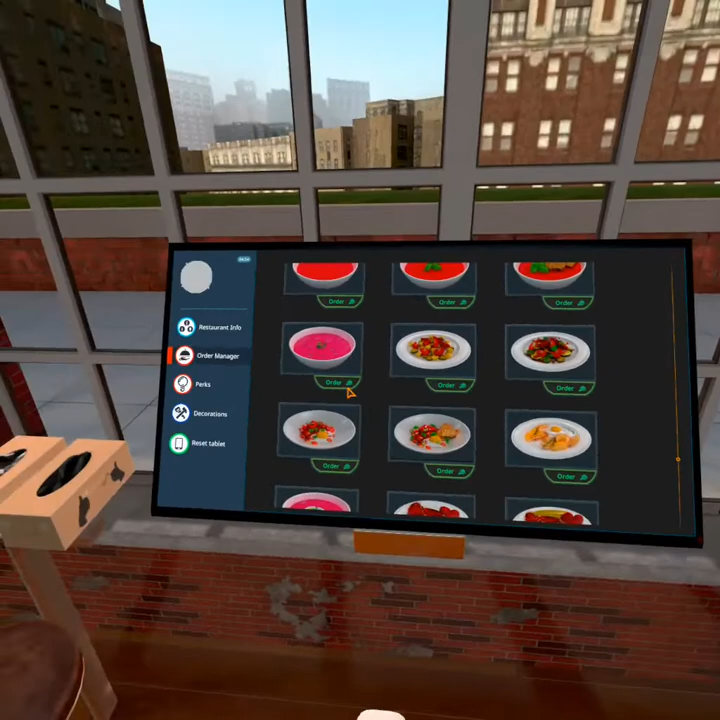 Restaurant Info
Order Manager
Perks
Decorations
Reset tablet
Order
Order
Order
Order
Order
Order
Order
Order
Order